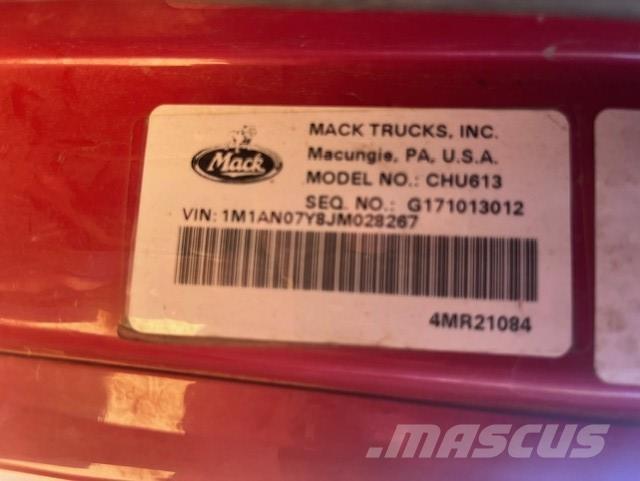 Mack
MACK TRUCKS, INC.
Macungie, PA, U.S.A.
MODEL NO.: CHU613
SEQ. NO.: G171013012
VIN: 1M1AN07Y8JM028267
4MR21084
MASCUS